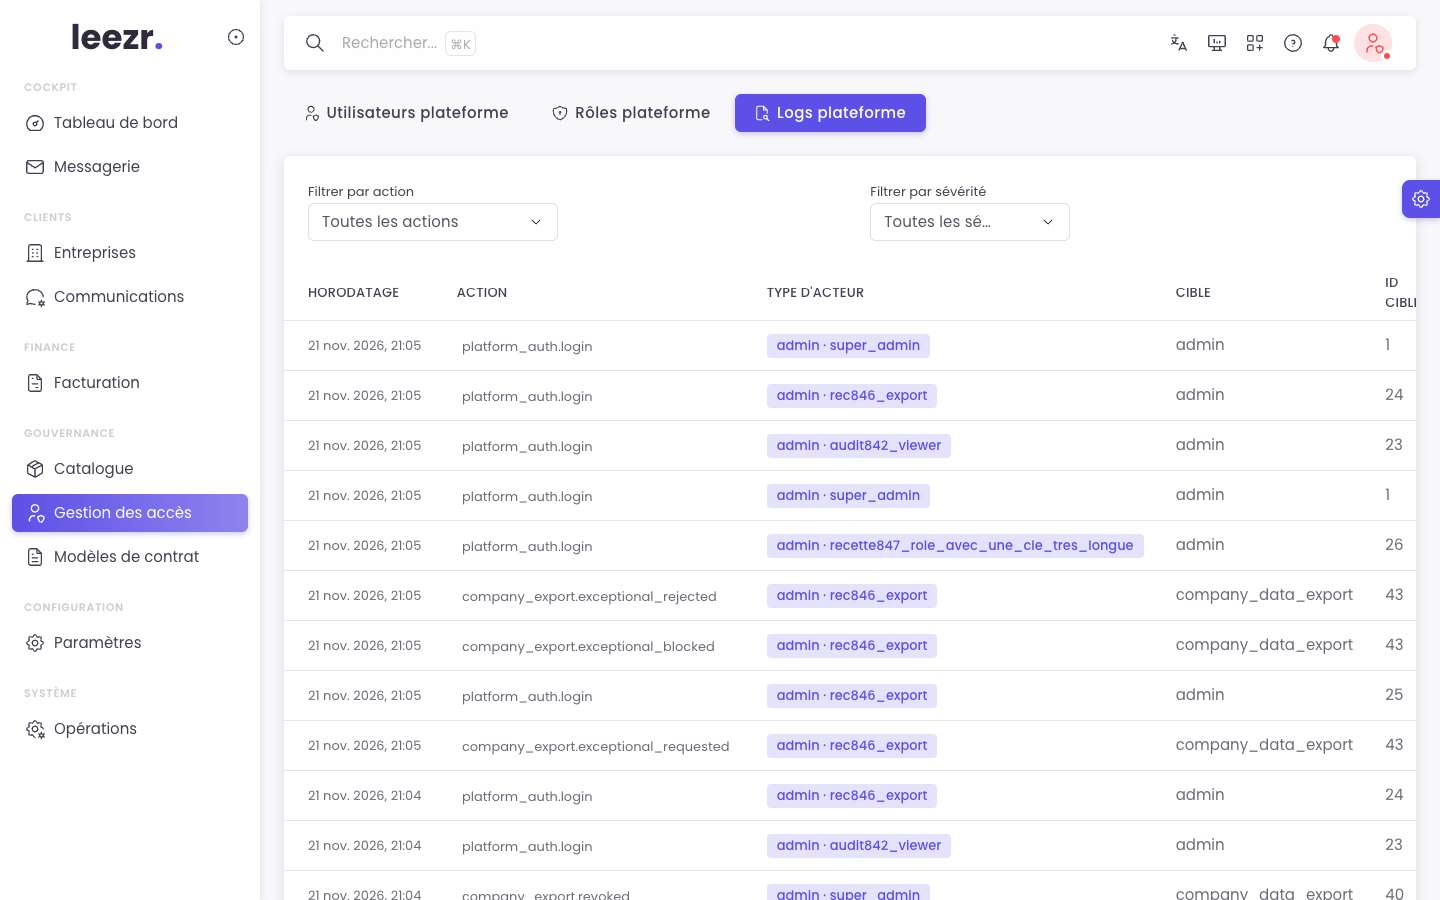 leezr.
COCKPIT
Tableau de bord
Messagerie
CLIENTS
Entreprises
Communications
FINANCE
Facturation
GOUVERNANCE
Catalogue
Gestion des accès
Modèles de contrat
CONFIGURATION
Paramètres
SYSTÈME
Opérations
Rechercher... ⌘K
Utilisateurs plateforme Rôles plateforme Logs plateforme
Filtrer par action Filtrer par sévérité
Toutes les actions Toutes les sé...
HORODATAGE ACTION TYPE D'ACTEUR CIBLE ID CIBL
21 nov. 2026, 21:05 platform_auth.login admin · super_admin admin 1
21 nov. 2026, 21:05 platform_auth.login admin · rec846_export admin 24
21 nov. 2026, 21:05 platform_auth.login admin · audit842_viewer admin 23
21 nov. 2026, 21:05 platform_auth.login admin · super_admin admin 1
21 nov. 2026, 21:05 platform_auth.login admin · recette847_role_avec_une_cle_tres_longue admin 26
21 nov. 2026, 21:05 company_export.exceptional_rejected admin · rec846_export company_data_export 43
21 nov. 2026, 21:05 company_export.exceptional_blocked admin · rec846_export company_data_export 43
21 nov. 2026, 21:05 platform_auth.login admin · rec846_export admin 25
21 nov. 2026, 21:05 company_export.exceptional_requested admin · rec846_export company_data_export 43
21 nov. 2026, 21:04 platform_auth.login admin · rec846_export admin 24
21 nov. 2026, 21:04 platform_auth.login admin · audit842_viewer admin 23
21 nov. 2026, 21:04 company_export.revoked admin · super_admin company_data_export 40